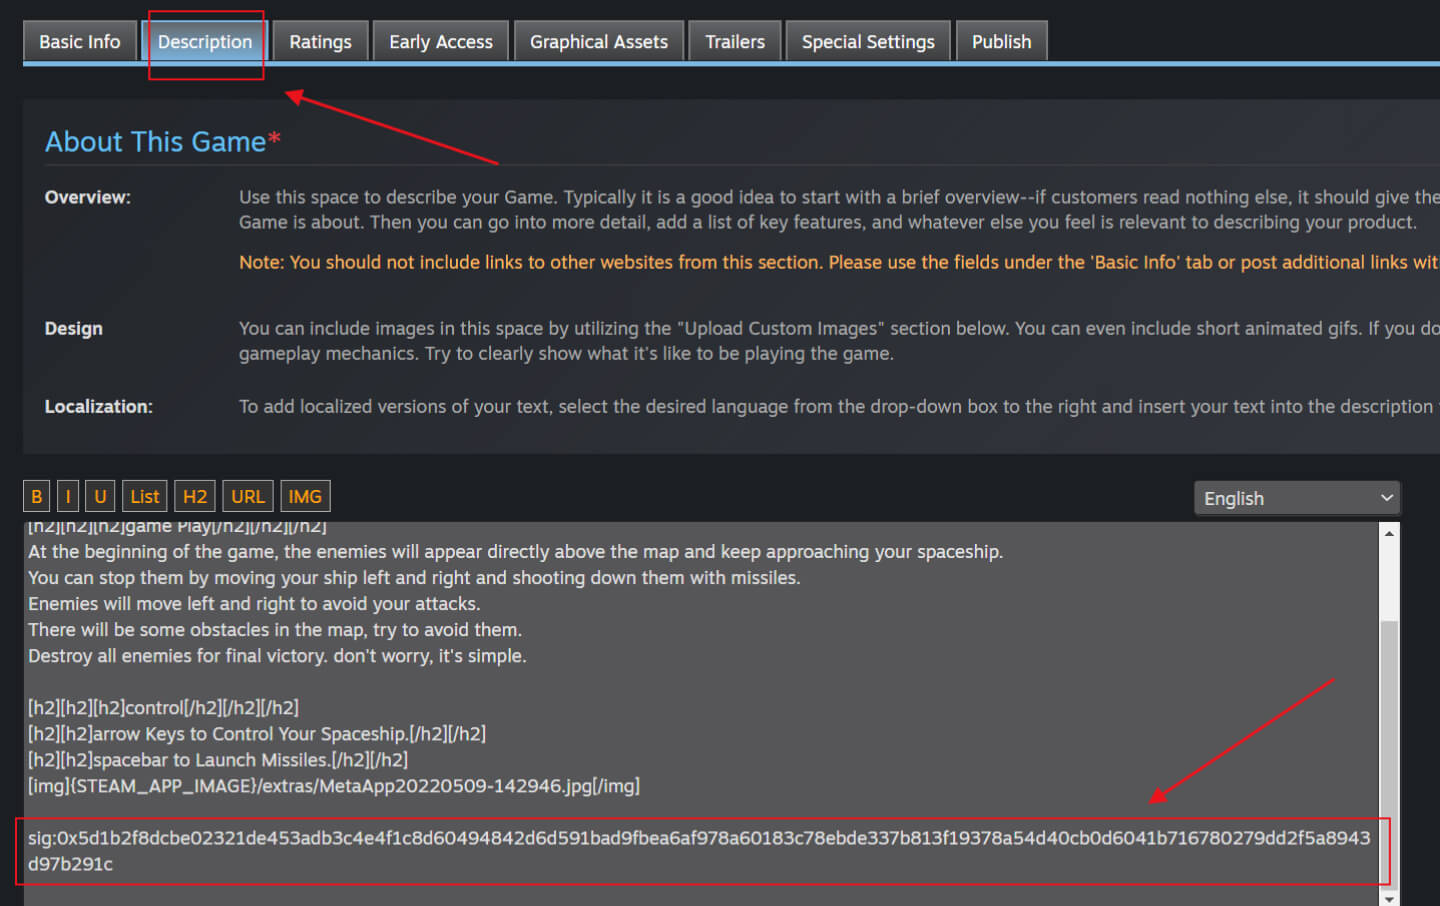 Basic Info Description Ratings Early Access Graphical Assets Trailers Special Settings Publish
About This Game*
Overview: Use this space to describe your Game. Typically it is a good idea to start with a brief overview--if customers read nothing else, it should give the
Game is about. Then you can go into more detail, add a list of key features, and whatever else you feel is relevant to describing your product.
Note: You should not include links to other websites from this section. Please use the fields under the 'Basic Info' tab or post additional links wit
Design You can include images in this space by utilizing the "Upload Custom Images" section below. You can even include short animated gifs. If you do
gameplay mechanics. Try to clearly show what it's like to be playing the game.
Localization: To add localized versions of your text, select the desired language from the drop-down box to the right and insert your text into the description
B I U List H2 URL IMG English
[h2][h2][h2]game Play[/h2][/h2][/h2]
At the beginning of the game, the enemies will appear directly above the map and keep approaching your spaceship.
You can stop them by moving your ship left and right and shooting down them with missiles.
Enemies will move left and right to avoid your attacks.
There will be some obstacles in the map, try to avoid them.
Destroy all enemies for final victory. don't worry, it's simple.
[h2][h2][h2]control[/h2][/h2][/h2]
[h2][h2]arrow Keys to Control Your Spaceship.[/h2][/h2]
[h2][h2]spacebar to Launch Missiles.[/h2][/h2]
[img]{STEAM_APP_IMAGE}/extras/MetaApp20220509-142946.jpg[/img]
sig:0x5d1b2f8dcbe02321de453adb3c4e4f1c8d60494842d6d591bad9fbea6af978a60183c78ebde337b813f19378a54d40cb0d6041b716780279dd2f5a8943
d97b291c